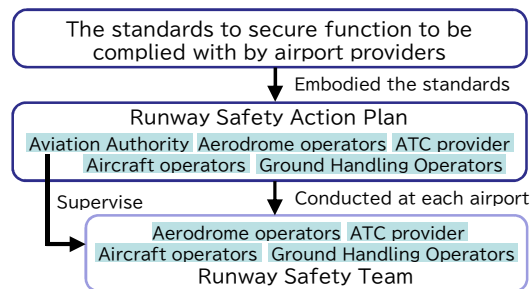 The standards to secure function to be
complied with by airport providers
Embodied the standards
Runway Safety Action Plan
Aviation Authority Aerodrome operators ATC provider
Aircraft operators Ground Handling Operators
Supervise
Conducted at each airport
Aerodrome operators ATC provider
Aircraft operators Ground Handling Operators
Runway Safety Team